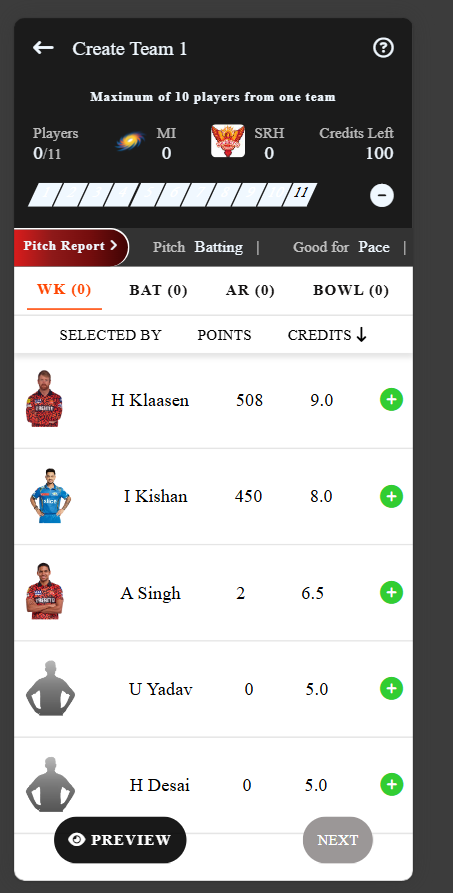 Create Team 1
Maximum of 10 players from one team
Players MI SRH Credits Left
0/11 0 0 100
11
Pitch Report Pitch Batting | Good for Pace |
WK (0) BAT (0) AR (0) BOWL (0)
SELECTED BY POINTS CREDITS
H Klaasen 508 9.0
I Kishan 450 8.0
A Singh 2 6.5
U Yadav 0 5.0
H Desai 0 5.0
PREVIEW NEXT